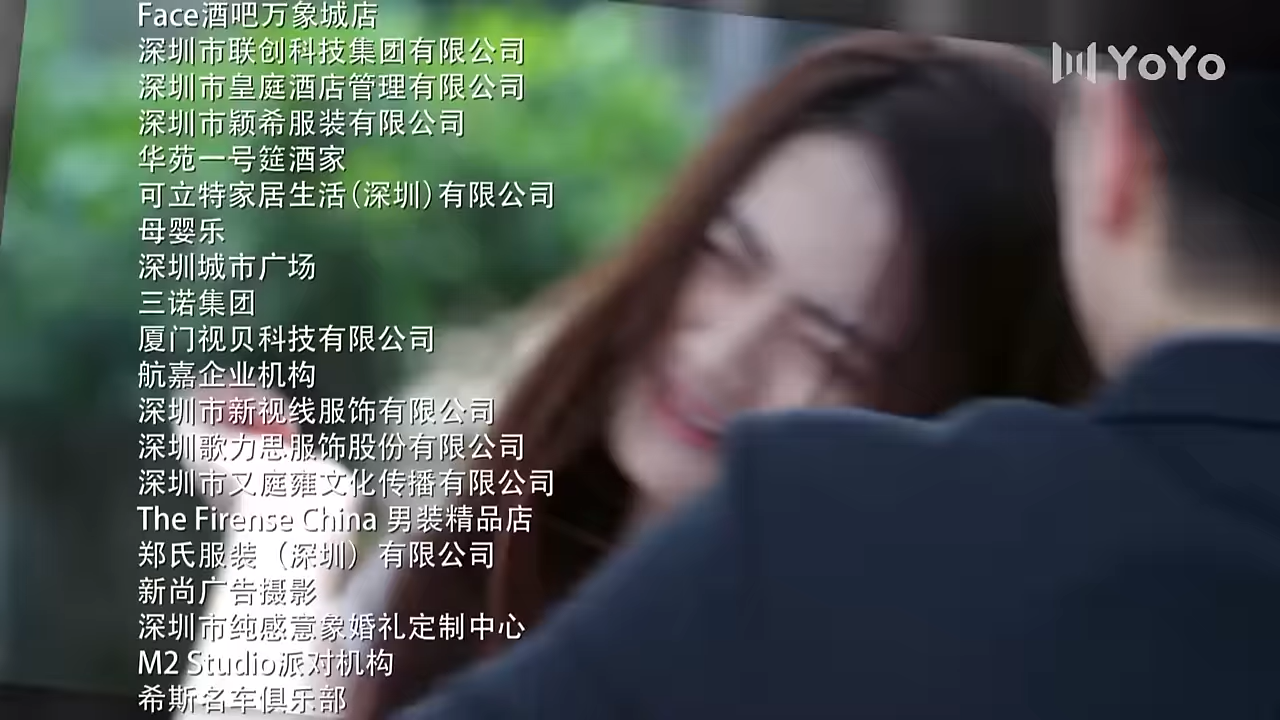 Face酒吧万象城店
YoYo
深圳市联创科技集团有限公司
深圳市皇庭酒店管理有限公司
深圳市颖希服装有限公司
华苑一号筵酒家
可立特家居生活(深圳)有限公司
母婴乐
深圳城市广场
三诺集团
厦门视贝科技有限公司
航嘉企业机构
深圳市新视线服饰有限公司
深圳歌力思服饰股份有限公司
深圳市又庭雍文化传播有限公司
The Firense China 男装精品店
郑氏服装（深圳）有限公司
新尚广告摄影
深圳市纯感意象婚礼定制中心
M2 Studio派对机构
希斯名车俱乐部